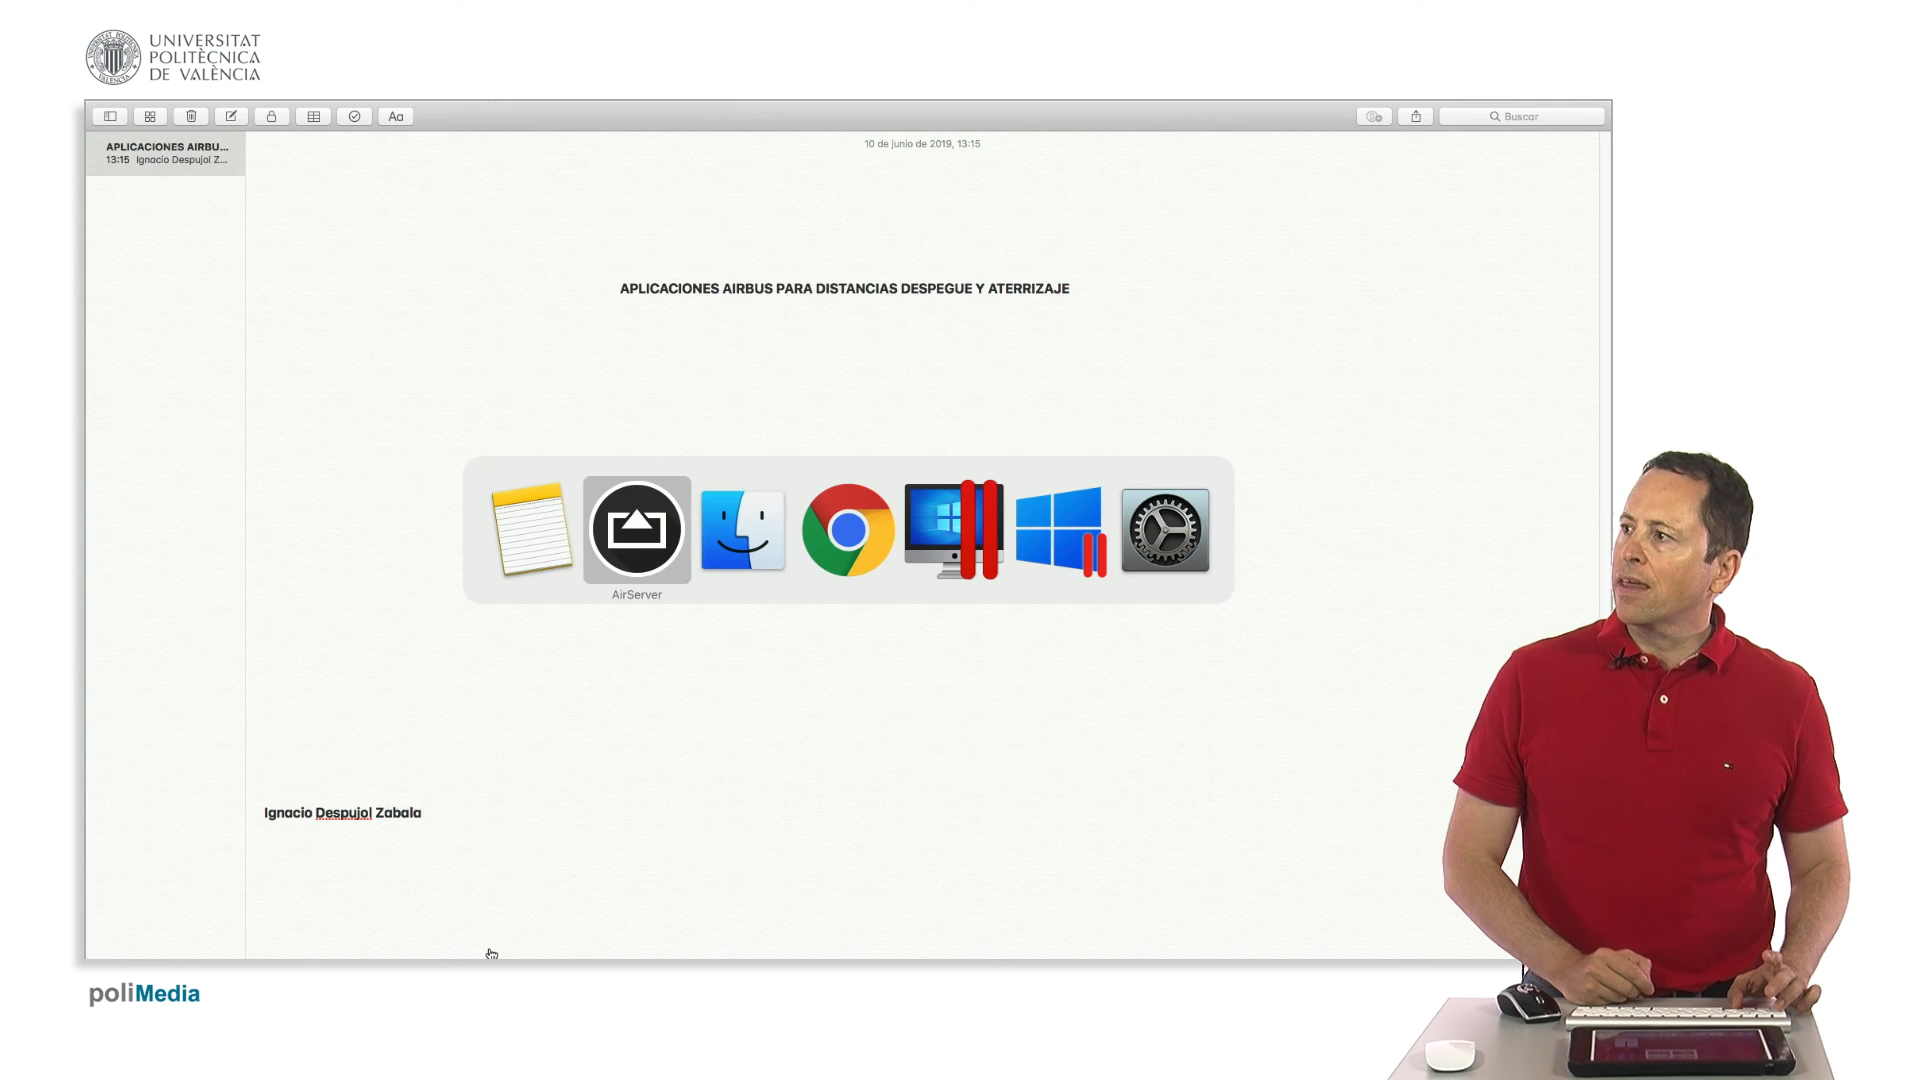 UNIVERSITAT
POLITÈCNICA
DE VALÈNCIA
Aa
Buscar
APLICACIONES AIRBU...
13:15 Ignacio Despujol Z...
10 de junio de 2019, 13:15
APLICACIONES AIRBUS PARA DISTANCIAS DESPEGUE Y ATERRIZAJE
AirServer
Ignacio Despujol Zabala
poliMedia